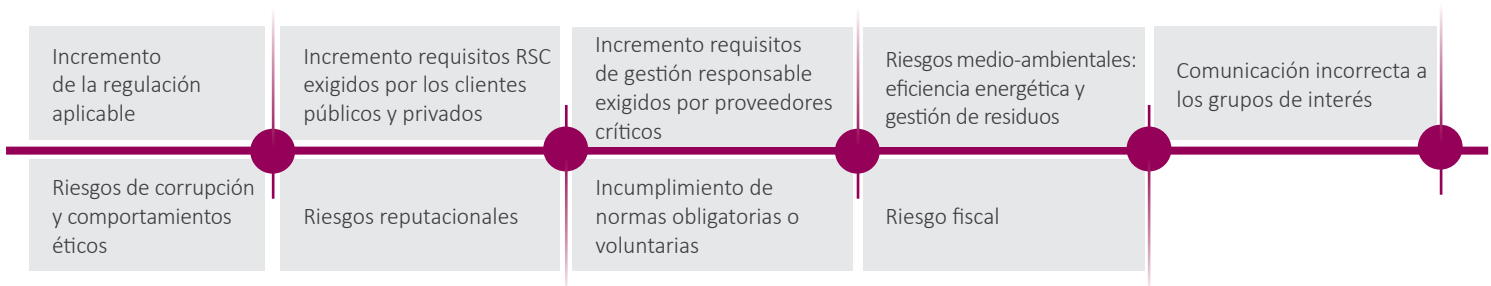 Incremento
de la regulación
aplicable
Incremento requisitos RSC
exigidos por los clientes
públicos y privados
Incremento requisitos
de gestión responsable
exigidos por proveedores
críticos
Riesgos medio-ambientales:
eficiencia energética y
gestión de residuos
Comunicación incorrecta a
los grupos de interés
Riesgos de corrupción
y comportamientos
éticos
Riesgos reputacionales
Incumplimiento de
normas obligatorias o
voluntarias
Riesgo fiscal